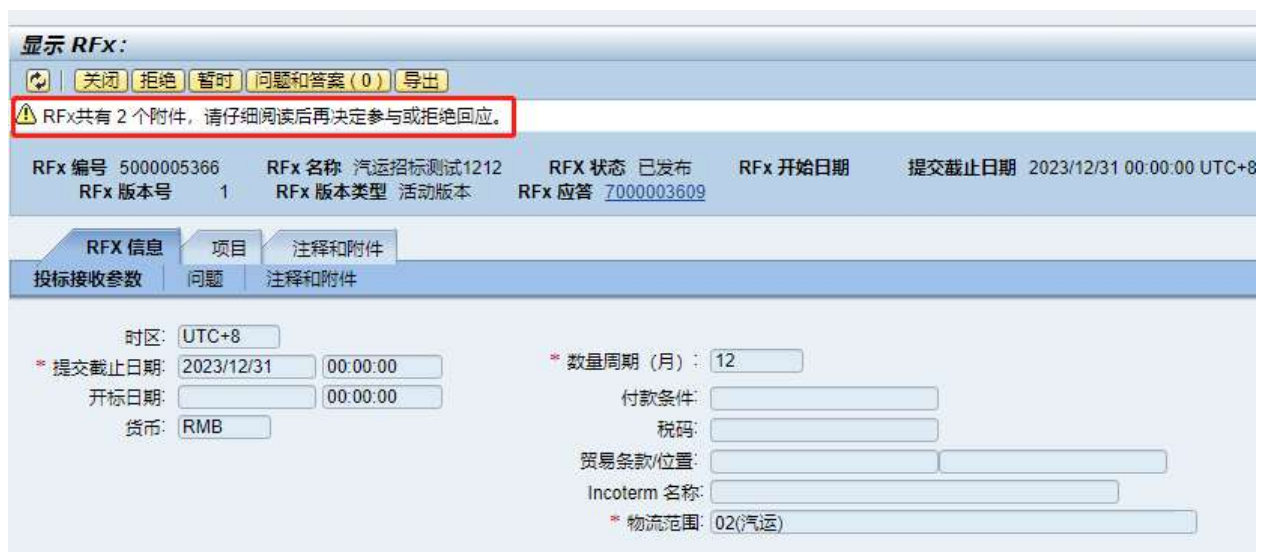 显示 RFx:
关闭 拒绝 暂时 问题和答案 ( 0 ) 导出
RFx共有 2 个附件，请仔细阅读后再决定参与或拒绝回应。
RFx 编号 5000005366 RFx 名称 汽运招标测试1212 RFX 状态 已发布 RFx 开始日期 提交截止日期 2023/12/31 00:00:00 UTC+8
RFx 版本号 1 RFx 版本类型 活动版本 RFx 应答 7000003609
RFX 信息 项目 注释和附件
投标接收参数 问题 注释和附件
时区: UTC+8
* 提交截止日期: 2023/12/31 00:00:00 * 数量周期（月）: 12
开标日期: 00:00:00 付款条件:
货币: RMB 税码:
贸易条款/位置:
Incoterm 名称:
* 物流范围: 02(汽运)